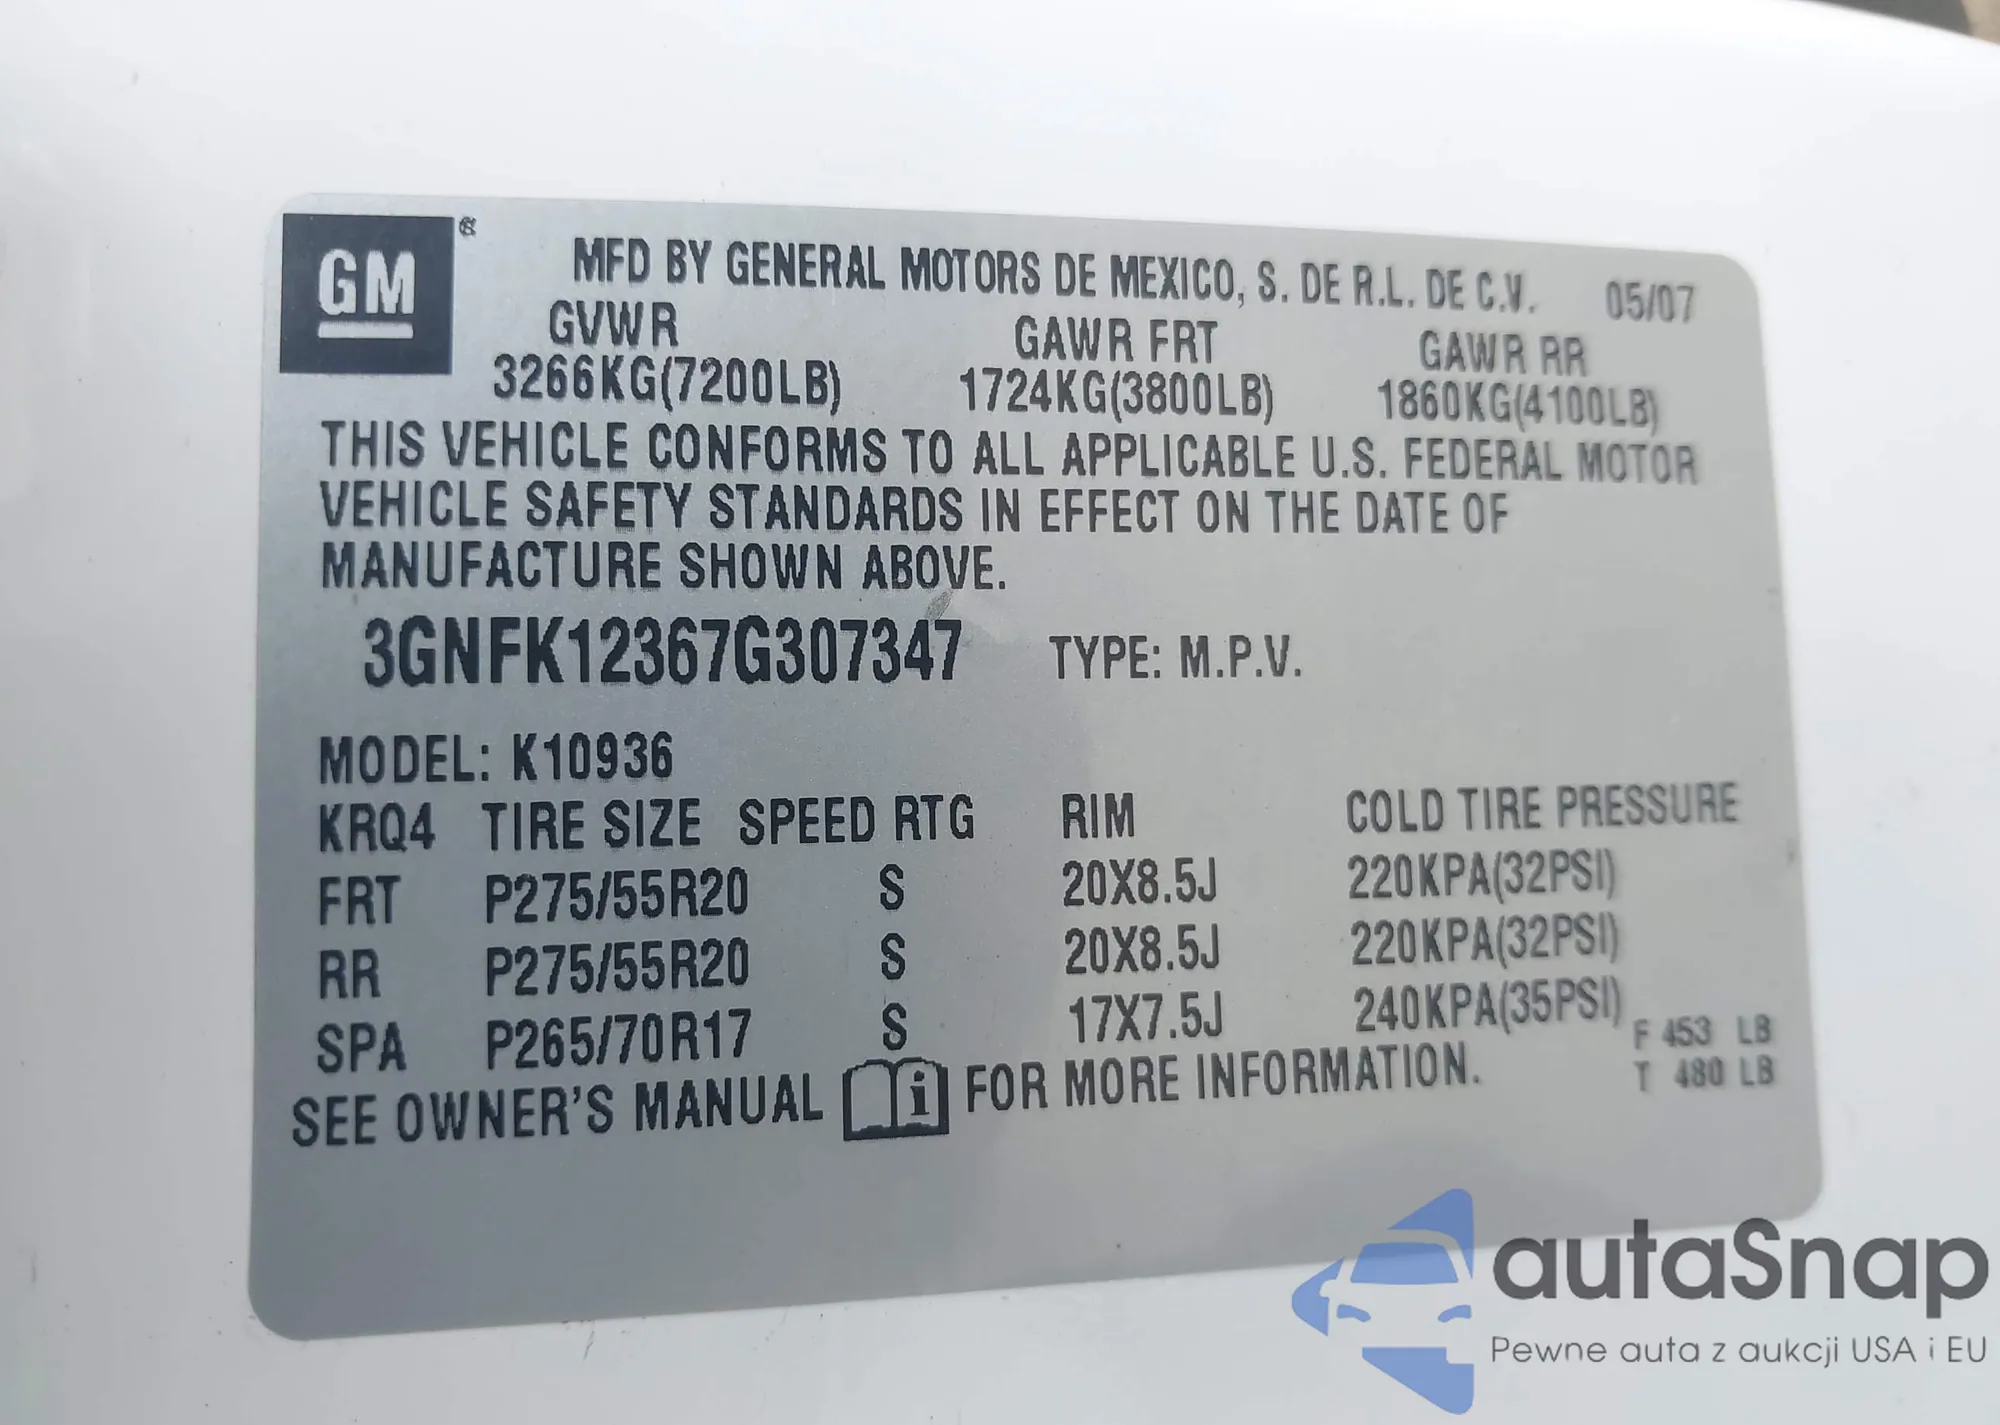 GM
MFD BY GENERAL MOTORS DE MEXICO, S. DE R.L. DE C.V. 05/07
GVWR GAWR FRT GAWR RR
3266KG(7200LB) 1724KG(3800LB) 1860KG(4100LB)
THIS VEHICLE CONFORMS TO ALL APPLICABLE U.S. FEDERAL MOTOR
VEHICLE SAFETY STANDARDS IN EFFECT ON THE DATE OF
MANUFACTURE SHOWN ABOVE.
3GNFK12367G307347 TYPE: M.P.V.
MODEL: K10936
KRQ4 TIRE SIZE SPEED RTG RIM COLD TIRE PRESSURE
FRT P275/55R20 S 20X8.5J 220KPA(32PSI)
RR P275/55R20 S 20X8.5J 220KPA(32PSI)
SPA P265/70R17 S 17X7.5J 240KPA(35PSI)
F 453 LB
T 480 LB
SEE OWNER'S MANUAL i FOR MORE INFORMATION.
autaSnap
Pewne auta z aukcji USA i EU